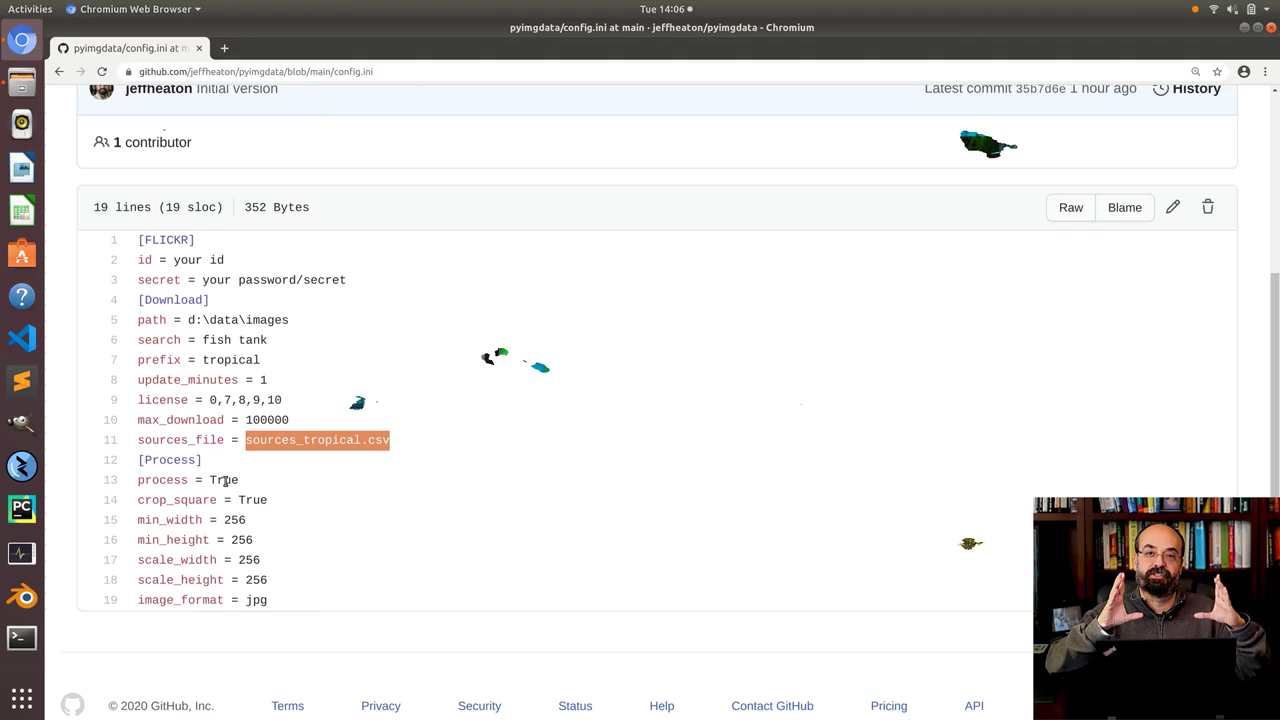 Activities
Chromium Web Browser
Tue 14:06
pyimgdata/config.ini at main · jeffheaton/pyimgdata - Chromium
pyimgdata/config.ini at m
github.com/jeffheaton/pyimgdata/blob/main/config.ini
jeffheaton Initial version
Latest commit 35b7d6e 1 hour ago
History
1 contributor
19 lines (19 sloc)
352 Bytes
Raw
Blame
1 [FLICKR]
2 id = your id
3 secret = your password/secret
4 [Download]
5 path = d:\data\images
6 search = fish tank
7 prefix = tropical
8 update_minutes = 1
9 license = 0,7,8,9,10
10 max_download = 100000
11 sources_file = sources_tropical.csv
12 [Process]
13 process = True
14 crop_square = True
15 min_width = 256
16 min_height = 256
17 scale_width = 256
18 scale_height = 256
19 image_format = jpg
© 2020 GitHub, Inc.
Terms
Privacy
Security
Status
Help
Contact GitHub
Pricing
API